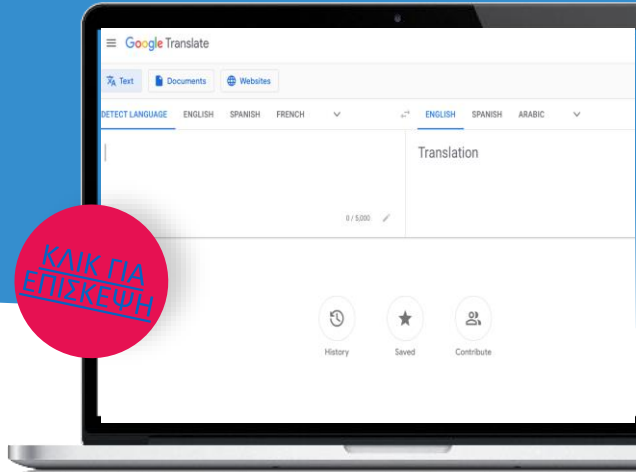 Google Translate
Text Documents Websites
DETECT LANGUAGE ENGLISH SPANISH FRENCH ENGLISH SPANISH ARABIC
Translation
0 / 5,000
ΚΛΙΚ ΓΙΑ
ΕΠΙΣΚΕΨΗ
History Saved Contribute